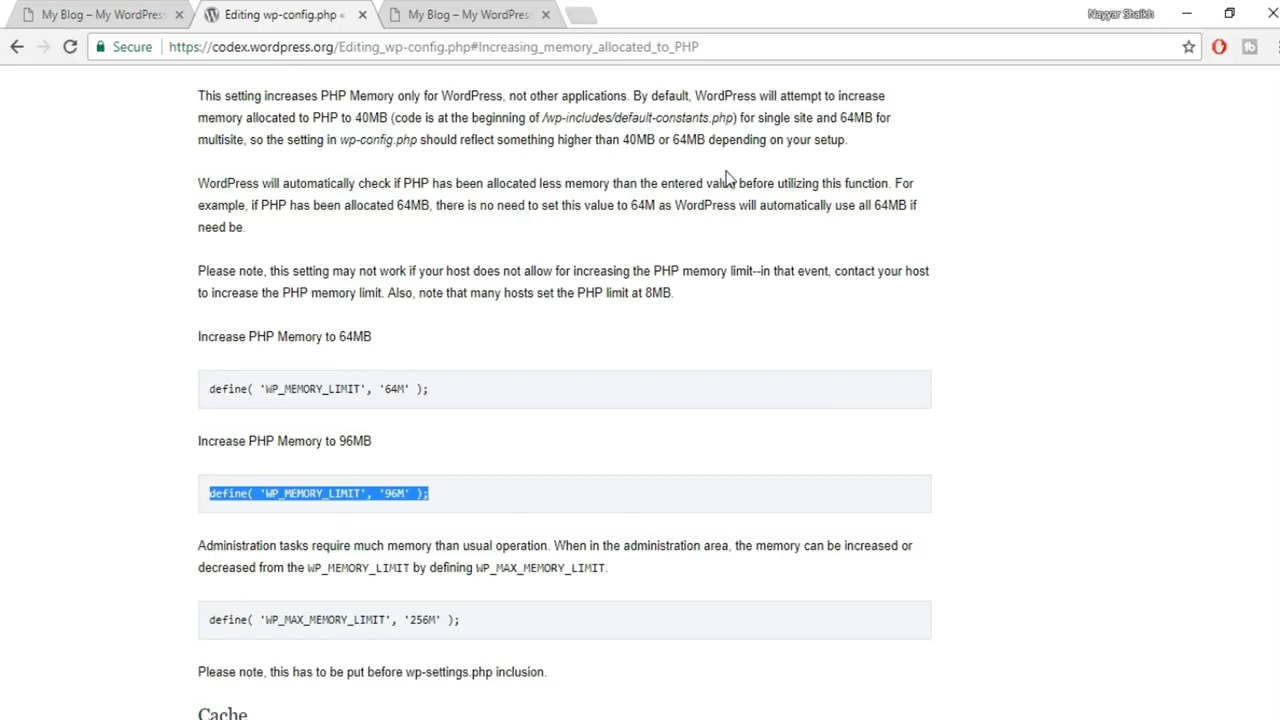 My Blog – My WordPres
Editing wp-config.php «
My Blog – My WordPres
Nayyar Shaikh
Secure
https://codex.wordpress.org/Editing_wp-config.php#Increasing_memory_allocated_to_PHP
This setting increases PHP Memory only for WordPress, not other applications. By default, WordPress will attempt to increase
memory allocated to PHP to 40MB (code is at the beginning of /wp-includes/default-constants.php) for single site and 64MB for
multisite, so the setting in wp-config.php should reflect something higher than 40MB or 64MB depending on your setup.
WordPress will automatically check if PHP has been allocated less memory than the entered value before utilizing this function. For
example, if PHP has been allocated 64MB, there is no need to set this value to 64M as WordPress will automatically use all 64MB if
need be.
Please note, this setting may not work if your host does not allow for increasing the PHP memory limit--in that event, contact your host
to increase the PHP memory limit. Also, note that many hosts set the PHP limit at 8MB.
Increase PHP Memory to 64MB
define( 'WP_MEMORY_LIMIT', '64M' );
Increase PHP Memory to 96MB
define( 'WP_MEMORY_LIMIT', '96M' );
Administration tasks require much memory than usual operation. When in the administration area, the memory can be increased or
decreased from the WP_MEMORY_LIMIT by defining WP_MAX_MEMORY_LIMIT.
define( 'WP_MAX_MEMORY_LIMIT', '256M' );
Please note, this has to be put before wp-settings.php inclusion.
Cache